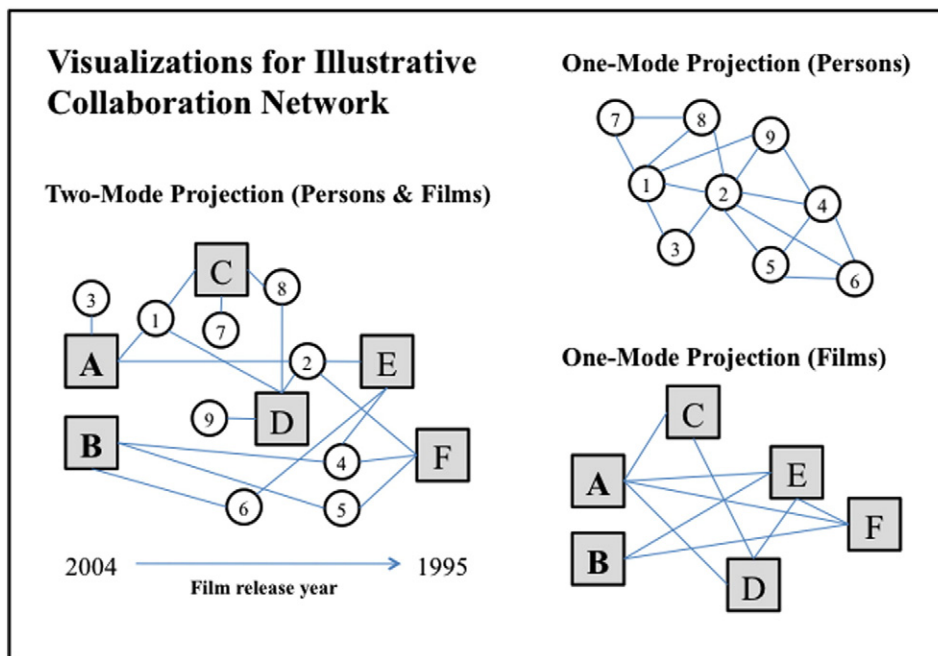 Visualizations for Illustrative
Collaboration Network
Two-Mode Projection (Persons & Films)
C
8
3
1
7
A
2
E
9
D
B
4
F
6
5
2004
1995
Film release year
One-Mode Projection (Persons)
7
8
9
1
2
4
3
5
6
One-Mode Projection (Films)
C
A
E
F
B
D